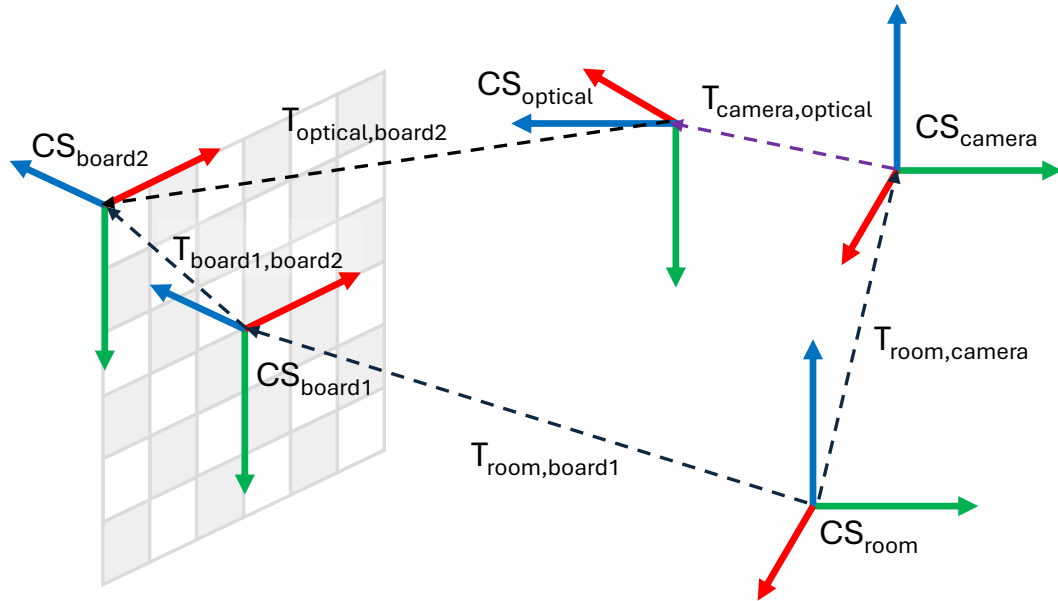 CS_optical
T_camera,optical
T_optical,board2
CS_camera
CS_board2
T_board1,board2
T_room,camera
CS_board1
T_room,board1
CS_room